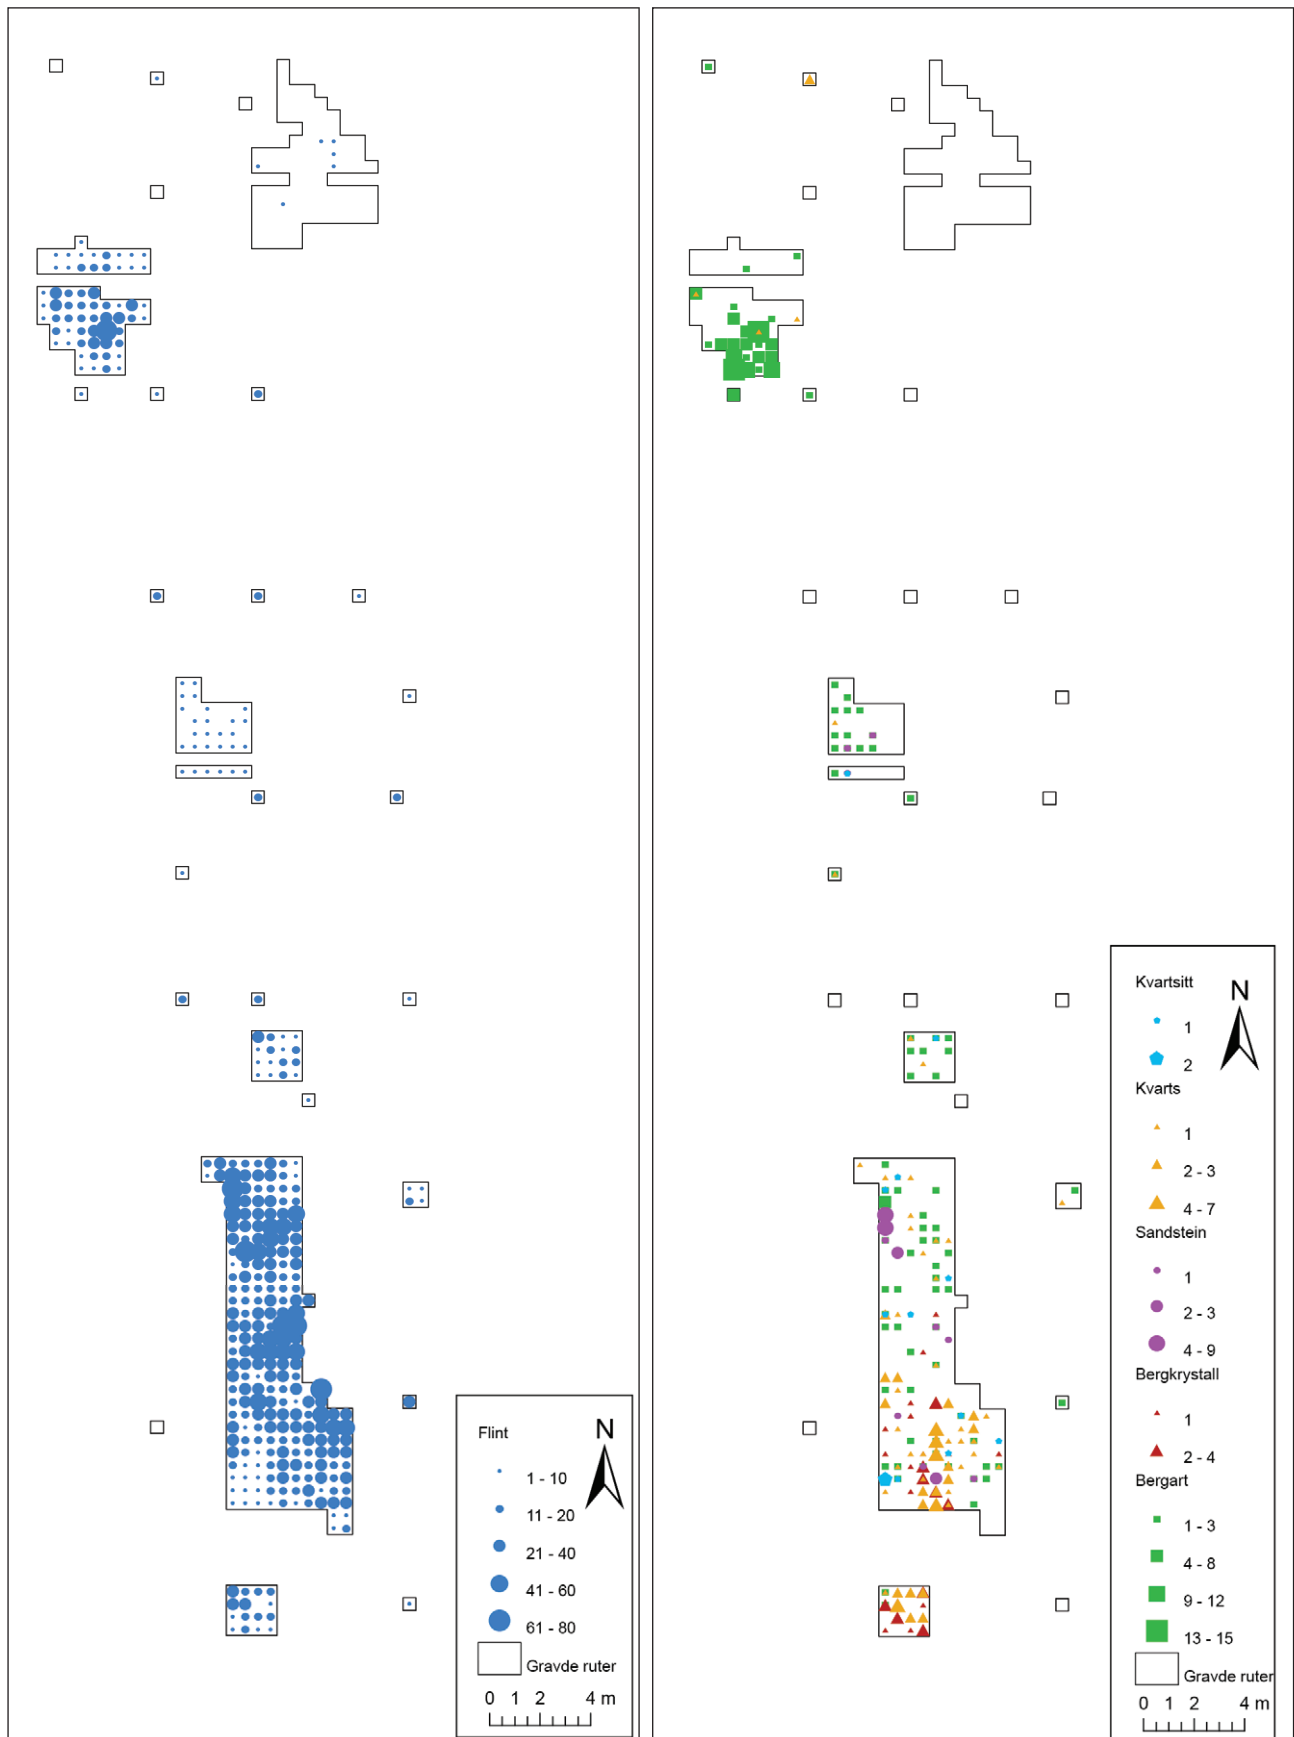 Flint
N
1 - 10
11 - 20
21 - 40
41 - 60
61 - 80
Gravde ruter
0 1 2 4 m
Kvartsitt
N
1
2
Kvarts
1
2 - 3
4 - 7
Sandstein
1
2 - 3
4 - 9
Bergkrystall
1
2 - 4
Bergart
1 - 3
4 - 8
9 - 12
13 - 15
Gravde ruter
0 1 2 4 m